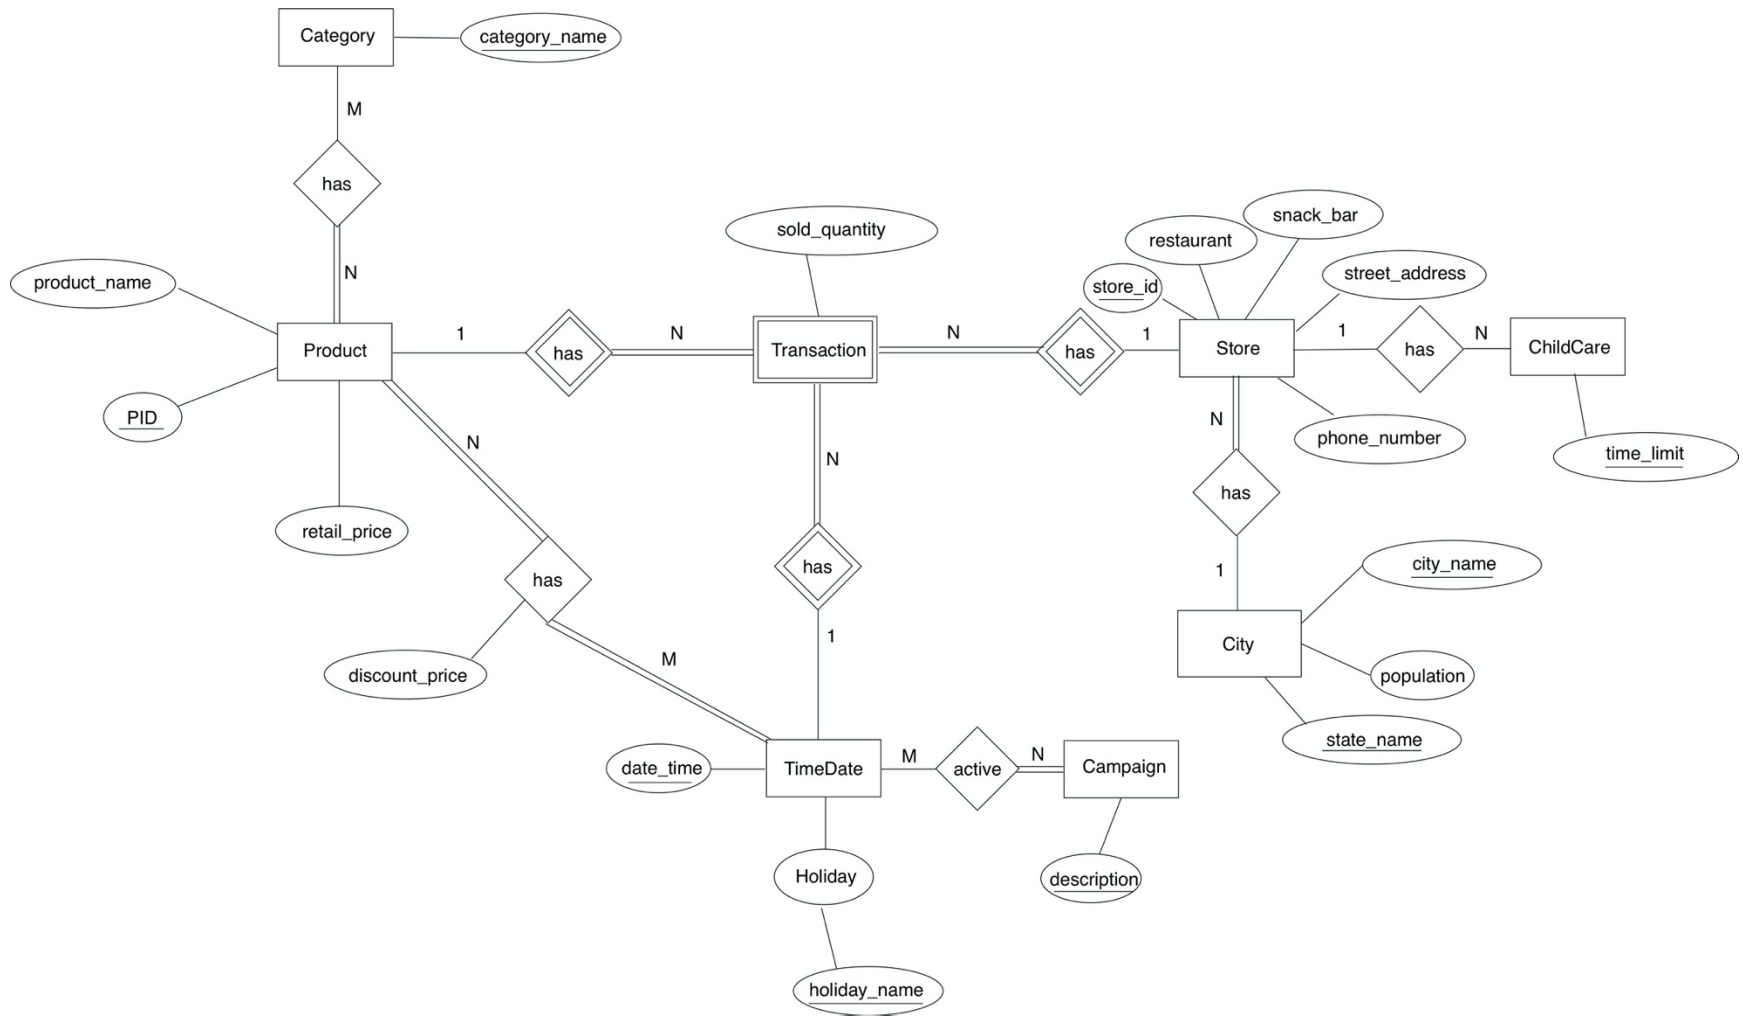 Category
category_name
M
has
N
product_name
Product
PID
retail_price
1
has
N
sold_quantity
Transaction
N
has
1
store_id
restaurant
snack_bar
street_address
Store
phone_number
1
has
N
ChildCare
time_limit
N
has
1
City
city_name
population
state_name
N
has
discount_price
M
N
has
1
date_time
TimeDate
Holiday
holiday_name
M
active
N
Campaign
description